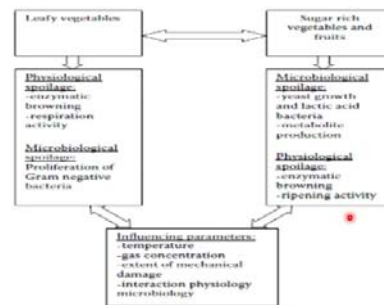 Leafy vegetables
Sugar rich
vegetables and
fruits
Physiological
spoilage:
-enzymatic
browning
-respiration
activity
Microbiological
spoilage:
Proliferation of
Gram negative
bacteria
Microbiological
spoilage:
-yeast growth
and lactic acid
bacteria
-metabolite
production
Physiological
spoilage:
-enzymatic
browning
-ripening activity
Influencing parameters:
-temperature
-gas concentration
-extent of mechanical
damage
-interaction physiology
microbiology